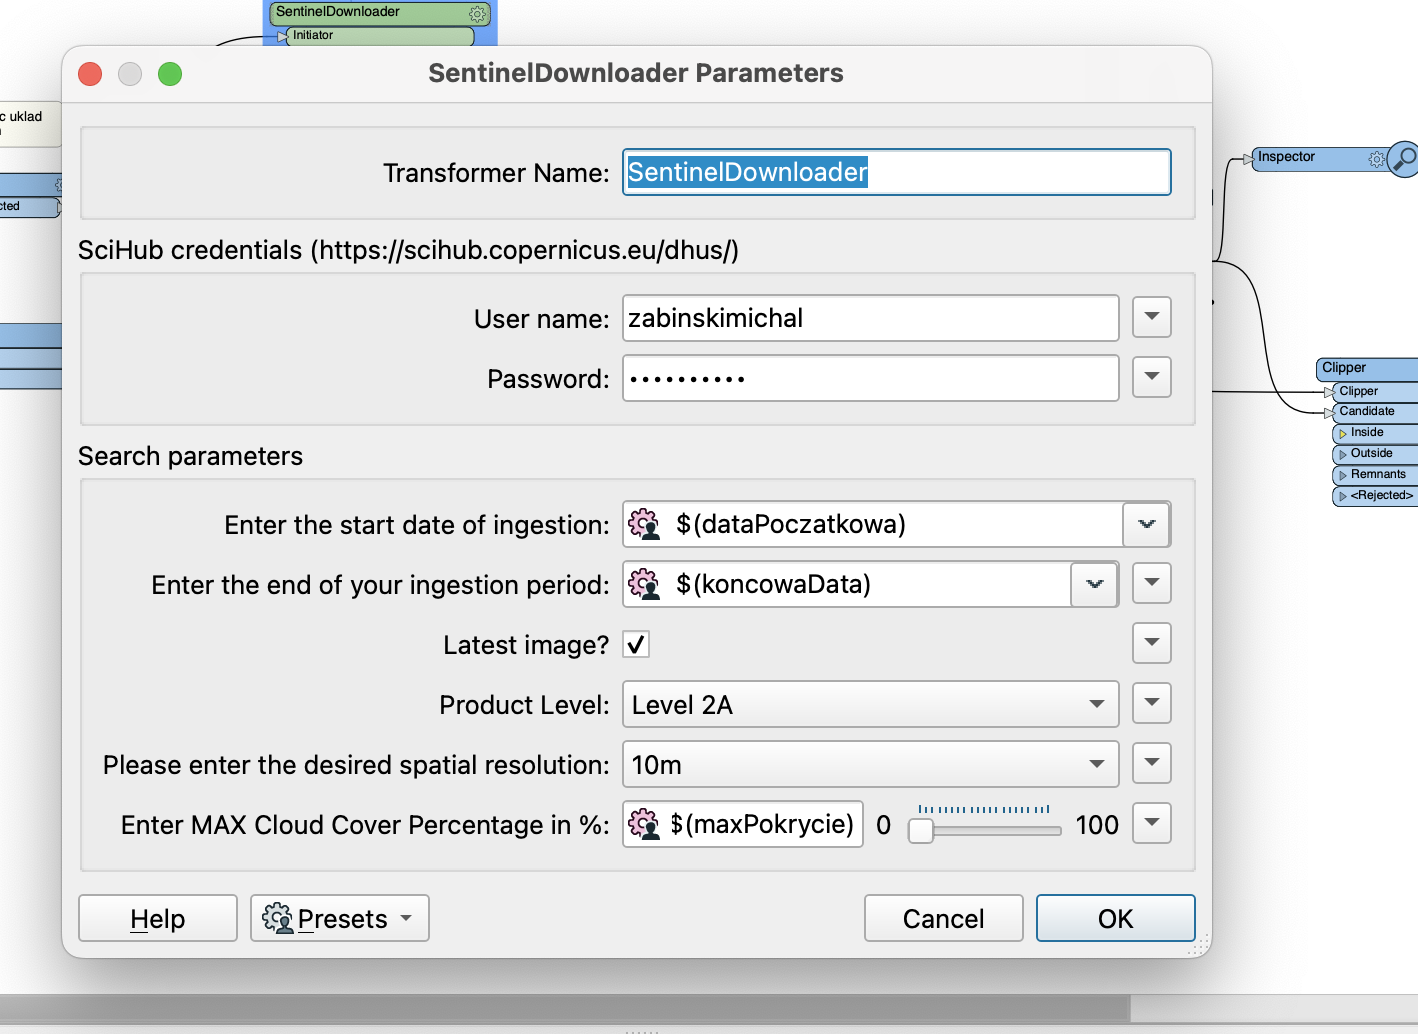 SentinelDownloader
Initiator
SentinelDownloader Parameters
c uklad
Transformer Name: SentinelDownloader
Inspector
cted
SciHub credentials (https://scihub.copernicus.eu/dhus/)
User name: zabinskimichal
Password: ••••••••••
Clipper
Clipper
Candidate
Inside
Outside
Remnants
<Rejected>
Search parameters
Enter the start date of ingestion: $(dataPoczatkowa)
Enter the end of your ingestion period: $(koncowaData)
Latest image?
Product Level: Level 2A
Please enter the desired spatial resolution: 10m
Enter MAX Cloud Cover Percentage in %: $(maxPokrycie) 0 100
Help Presets Cancel OK